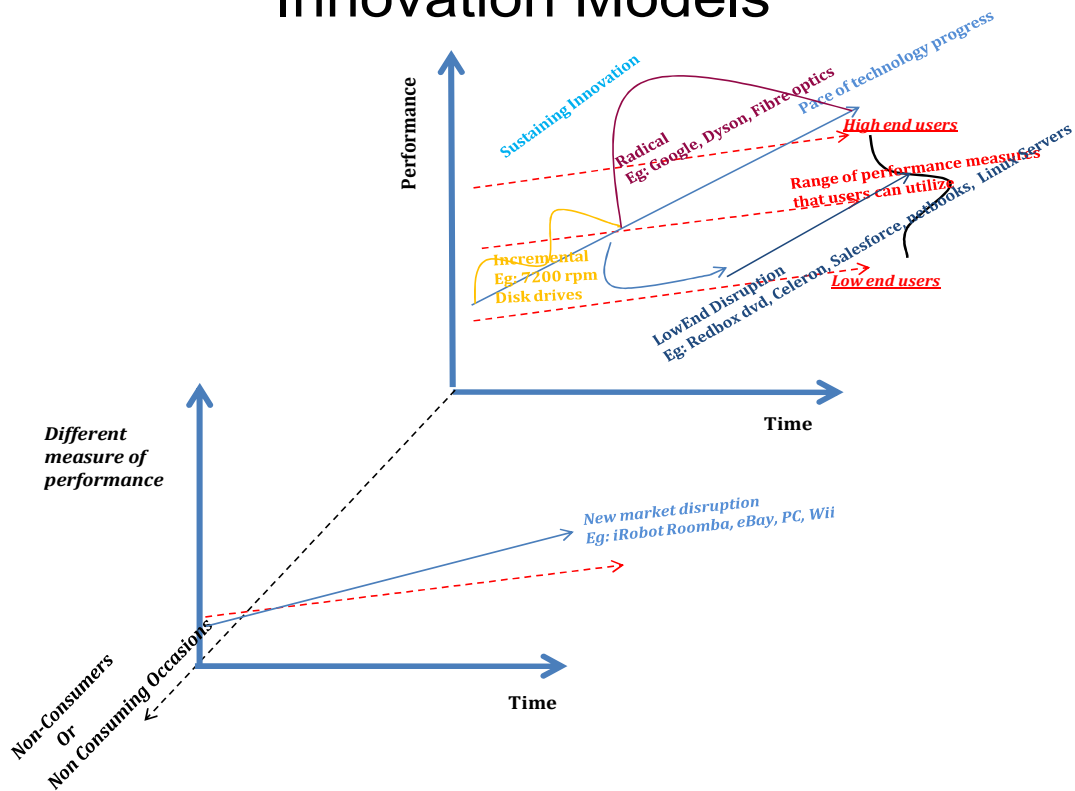 Innovation Models
Performance
Sustaining Innovation
Radical
Eg: Google, Dyson, Fibre optics
Pace of technology progress
High end users
Range of performance measures
that users can utilize
Incremental
Eg: 7200 rpm
Disk drives
LowEnd Disruption
Eg: Redbox dvd, Celeron, Salesforce, netbooks, Linux Servers
Low end users
Time
Different
measure of
performance
New market disruption
Eg: iRobot Roomba, eBay, PC, Wii
Time
Non-Consumers
Or
Non Consuming Occasions